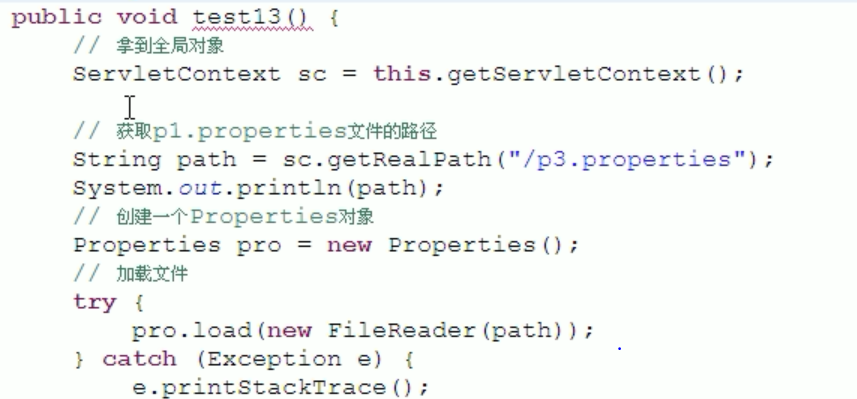 public void test13() {
// 拿到全局对象
ServletContext sc = this.getServletContext();
// 获取p1.properties文件的路径
String path = sc.getRealPath("/p3.properties");
System.out.println(path);
// 创建一个Properties对象
Properties pro = new Properties();
// 加载文件
try {
pro.load(new FileReader(path));
} catch (Exception e) {
e.printStackTrace();